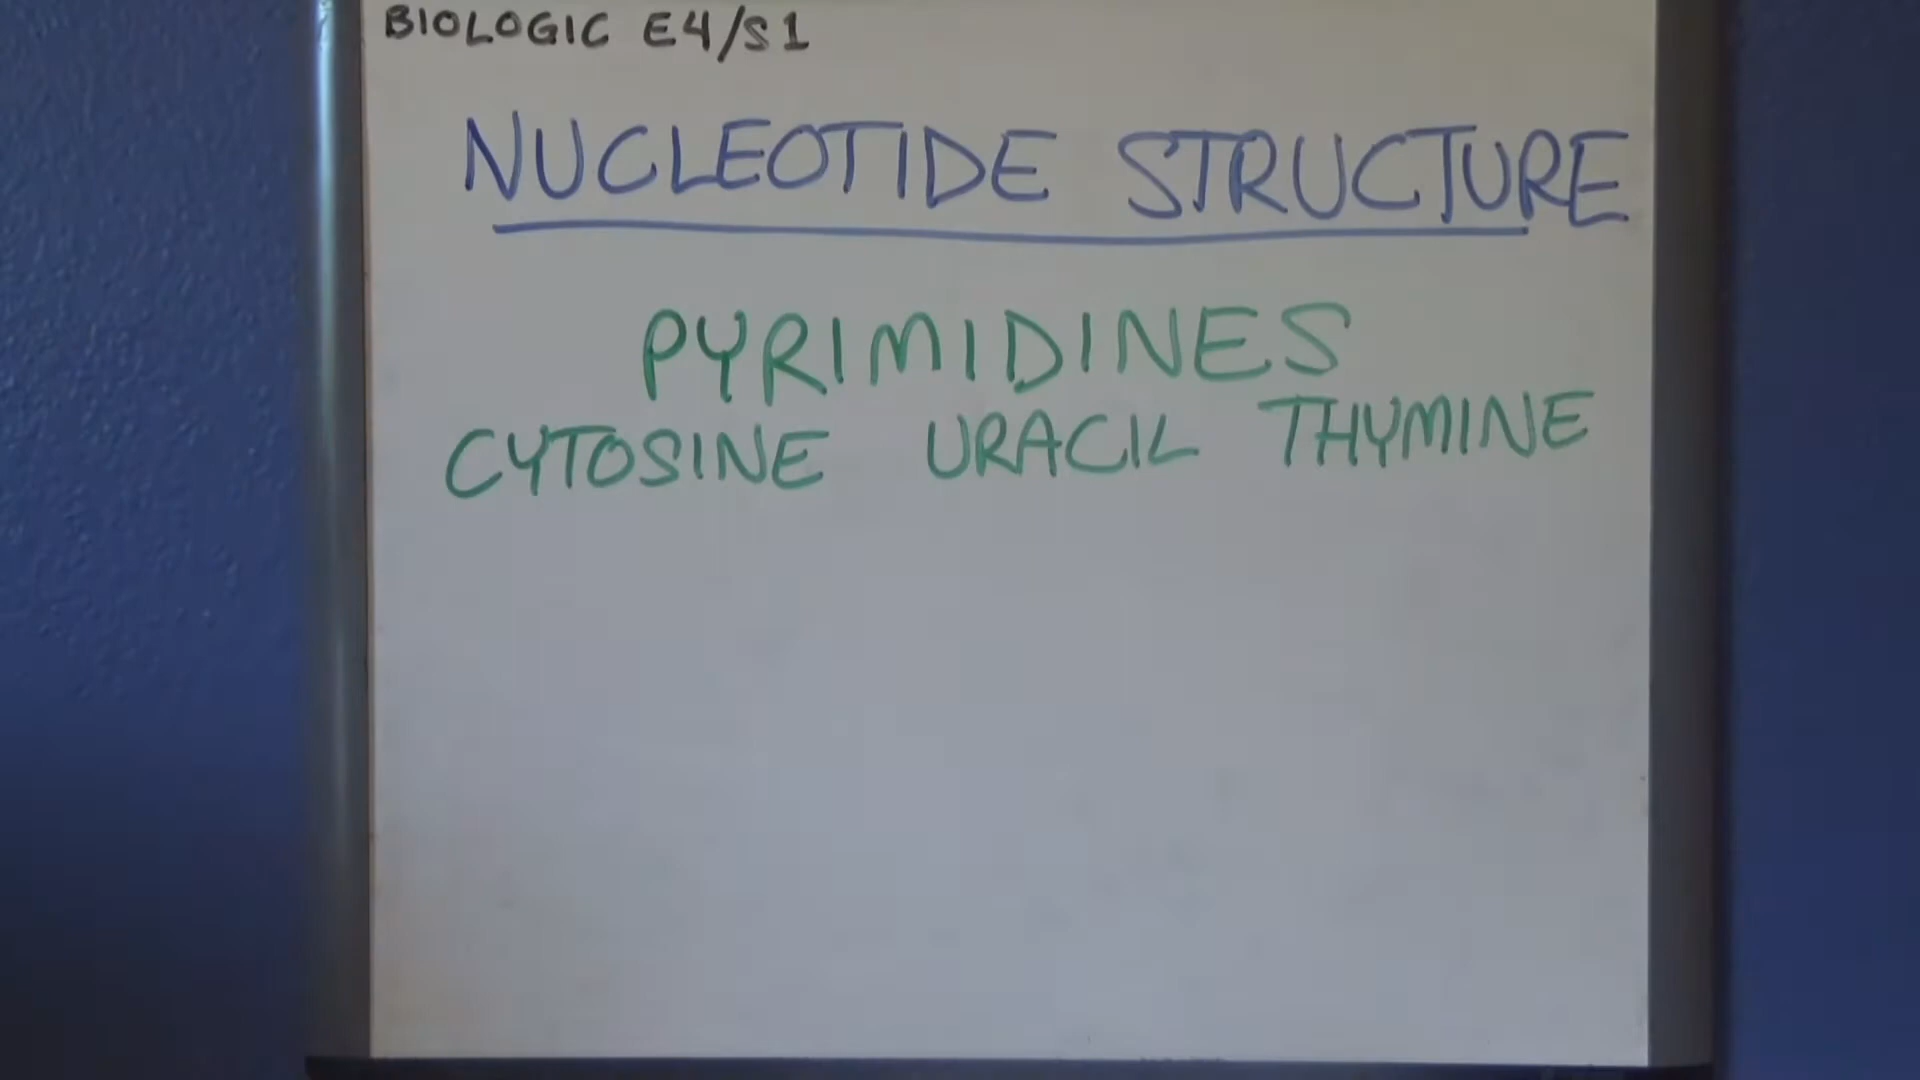 BIOLOGIC E4/S1
NUCLEOTIDE STRUCTURE
PYRIMIDINES
CYTOSINE URACIL THYMINE